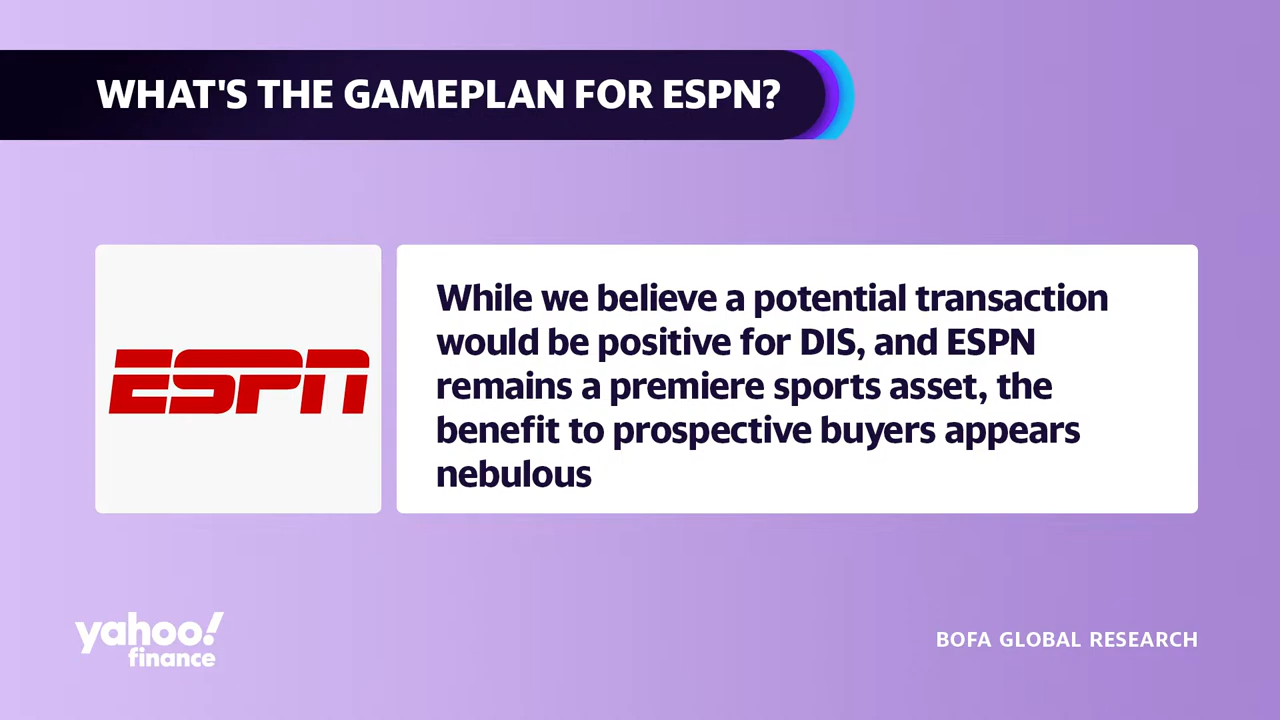 WHAT'S THE GAMEPLAN FOR ESPN?
ESPN
While we believe a potential transaction
would be positive for DIS, and ESPN
remains a premiere sports asset, the
benefit to prospective buyers appears
nebulous
yahoo!
finance
BOFA GLOBAL RESEARCH